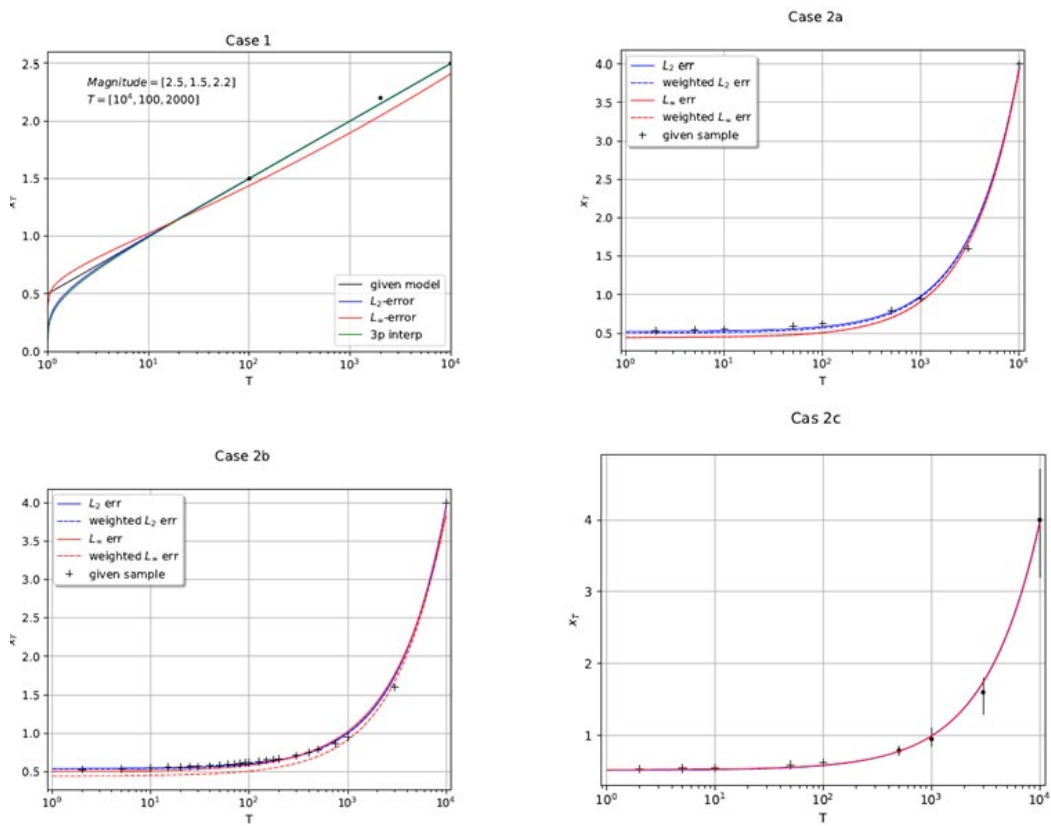 Case 1
Magnitude = [2.5, 1.5, 2.2]
T = [10⁴, 100, 2000]
2.5
2.0
1.5
1.0
0.5
0.0
x_T
given model
L₂-error
L∞-error
3p interp
10⁰ 10¹ 10² 10³ 10⁴
T
Case 2a
L₂ err
weighted L₂ err
L∞ err
weighted L∞ err
given sample
4.0
3.5
3.0
2.5
2.0
1.5
1.0
0.5
x_T
10⁰ 10¹ 10² 10³ 10⁴
T
Case 2b
L₂ err
weighted L₂ err
L∞ err
weighted L∞ err
given sample
4.0
3.5
3.0
2.5
2.0
1.5
1.0
0.5
x_T
10⁰ 10¹ 10² 10³ 10⁴
T
Cas 2c
4
3
2
1
x_T
10⁰ 10¹ 10² 10³ 10⁴
T